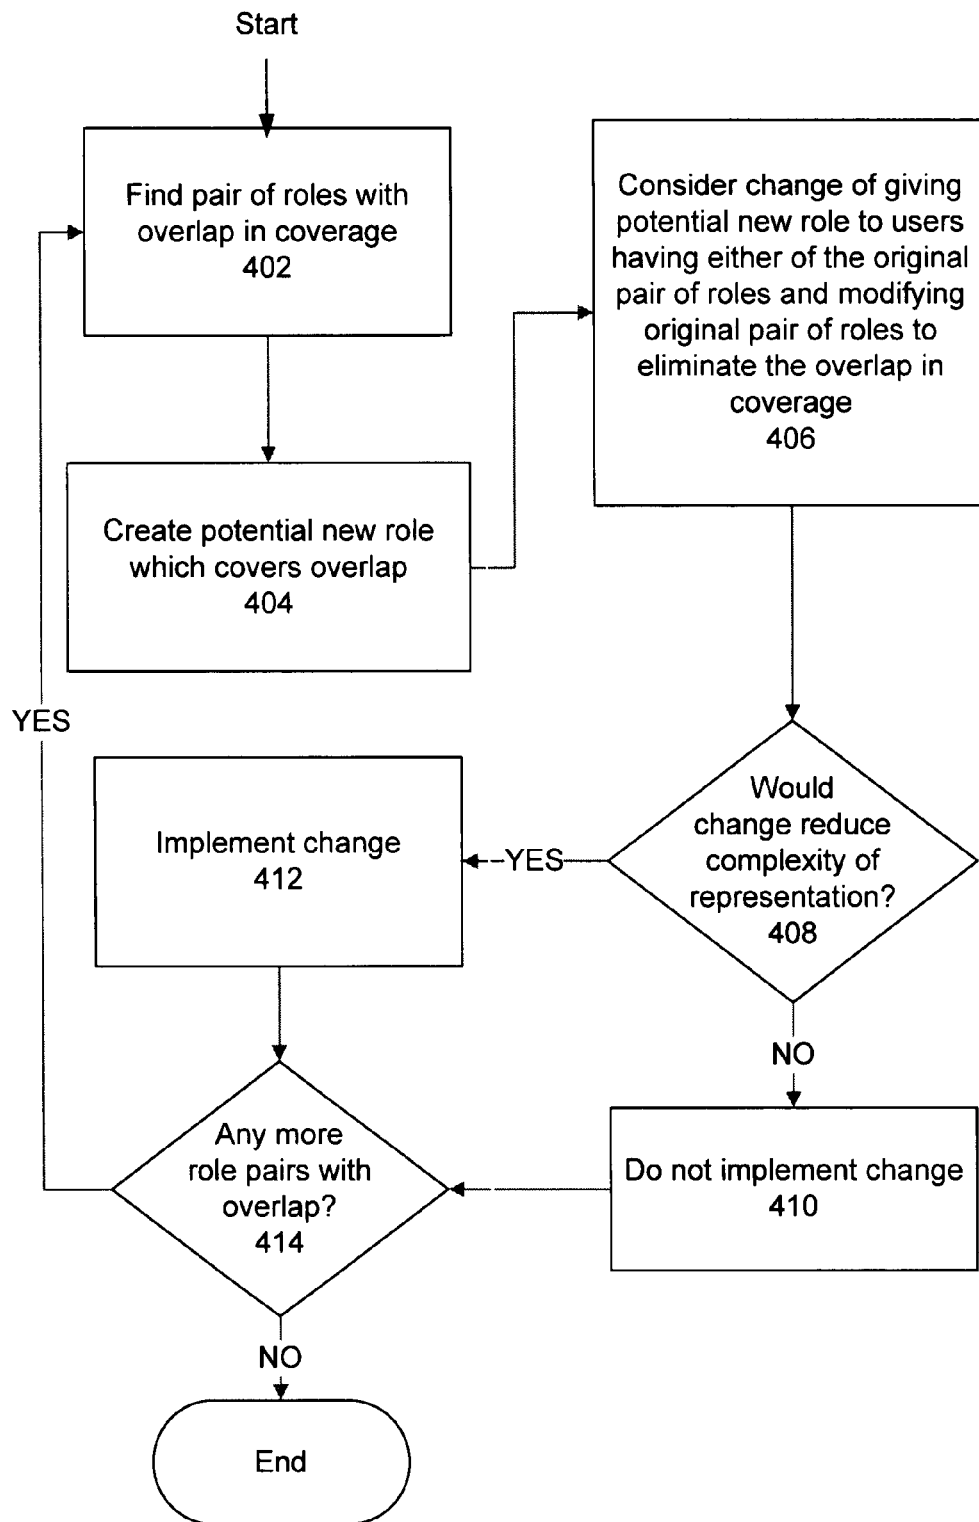 Start
Find pair of roles with
overlap in coverage
402
Create potential new role
which covers overlap
404
Consider change of giving
potential new role to users
having either of the original
pair of roles and modifying
original pair of roles to
eliminate the overlap in
coverage
406
Would
change reduce
complexity of
representation?
408
YES
Implement change
412
NO
Do not implement change
410
Any more
role pairs with
overlap?
414
YES
NO
End